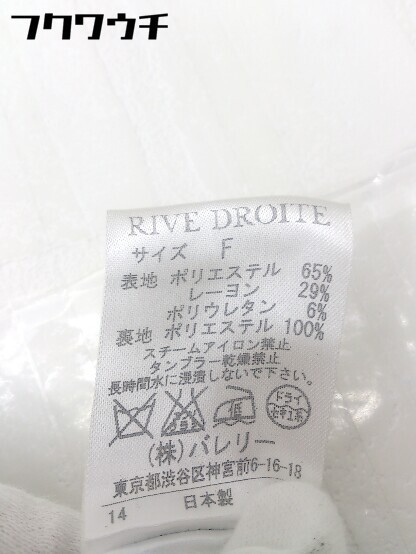 フクワウチ
RIVE DROITE
サイズ F
表地 ポリエステル 65%
レーヨン 29%
ポリウレタン 6%
裏地 ポリエステル 100%
スチームアイロン禁止
タンブラー乾燥禁止
長時間水に浸漬しないで下さい。
低
ドライ
(株)バレリー
東京都渋谷区神宮前6-16-18
14 日本製